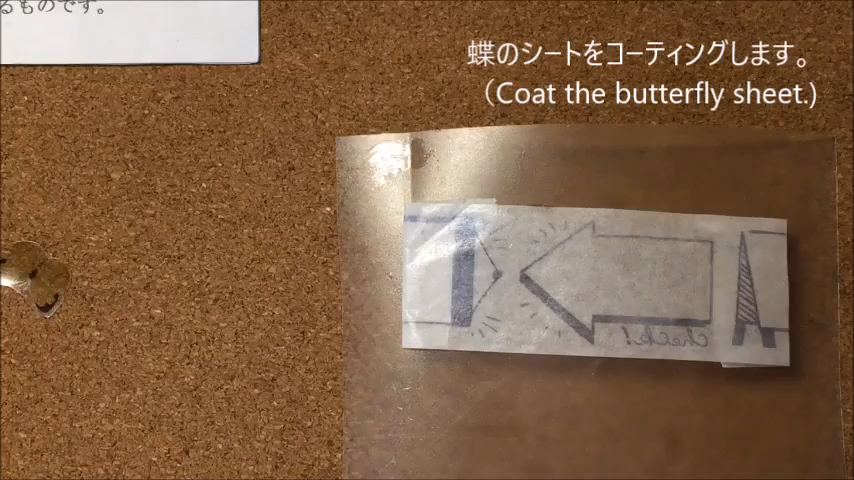 るものです。
蝶のシートをコーティングします。
（Coat the butterfly sheet.)
Check!